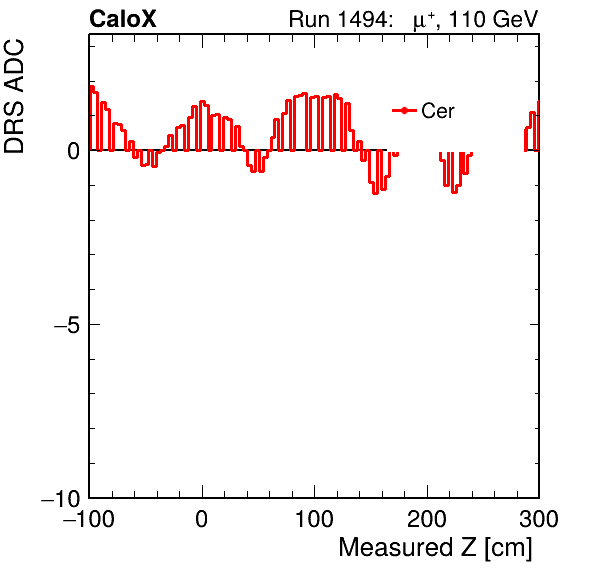 CaloX Run 1494: μ⁺, 110 GeV
DRS ADC
Cer
0
−5
−10
−100 0 100 200 300
Measured Z [cm]